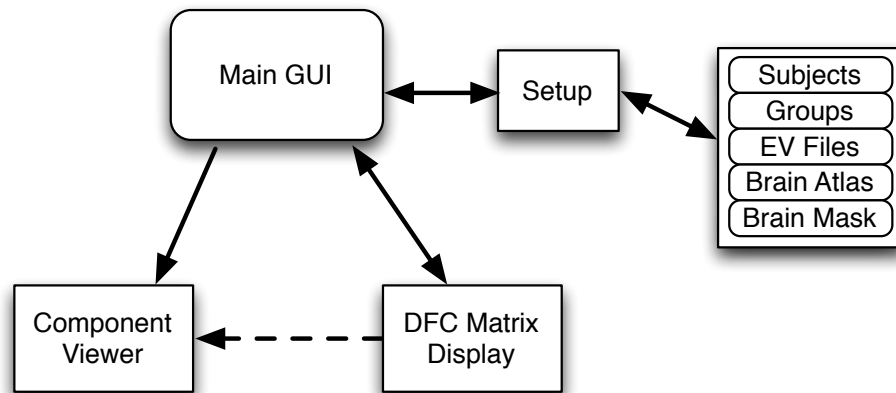 Main GUI
Setup
Subjects
Groups
EV Files
Brain Atlas
Brain Mask
Component
Viewer
DFC Matrix
Display